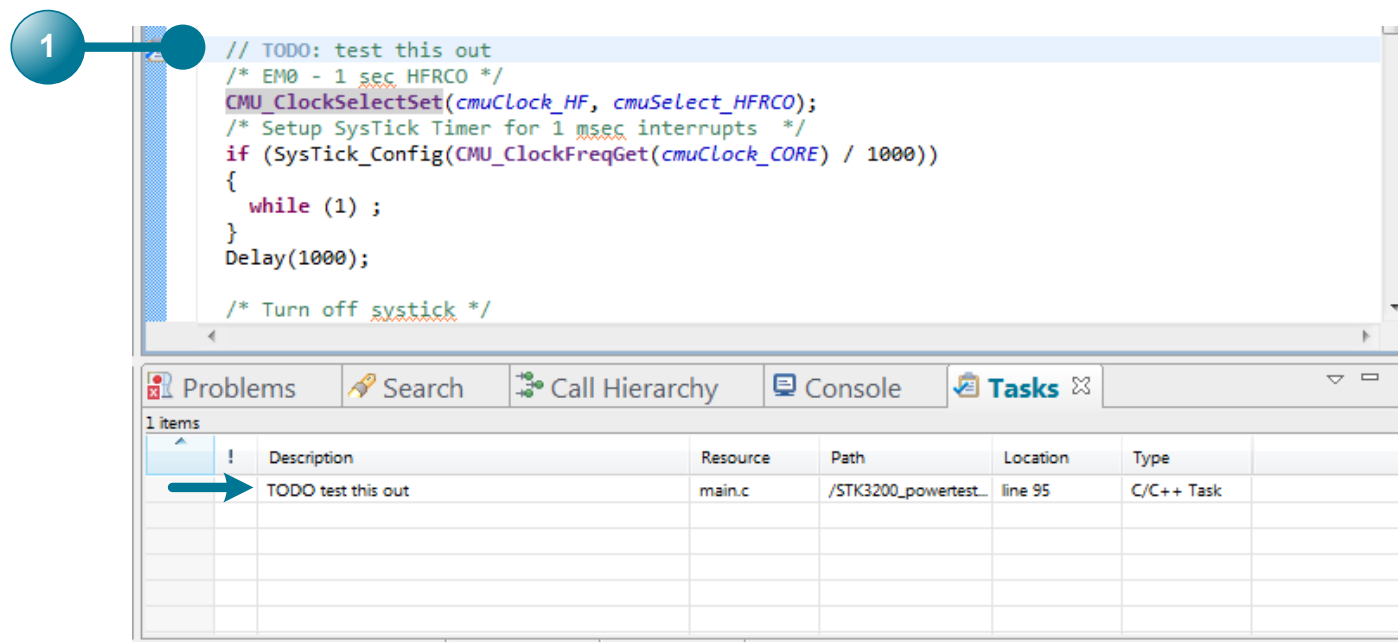 1
// TODO: test this out
/* EM0 - 1 sec HFRCO */
CMU_ClockSelectSet(cmuClock_HF, cmuSelect_HFRCO);
/* Setup SysTick Timer for 1 msec interrupts  */
if (SysTick_Config(CMU_ClockFreqGet(cmuClock_CORE) / 1000))
{
  while (1) ;
}
Delay(1000);
/* Turn off systick */
Problems Search Call Hierarchy Console Tasks
1 items
! Description Resource Path Location Type
TODO test this out main.c /STK3200_powertest... line 95 C/C++ Task